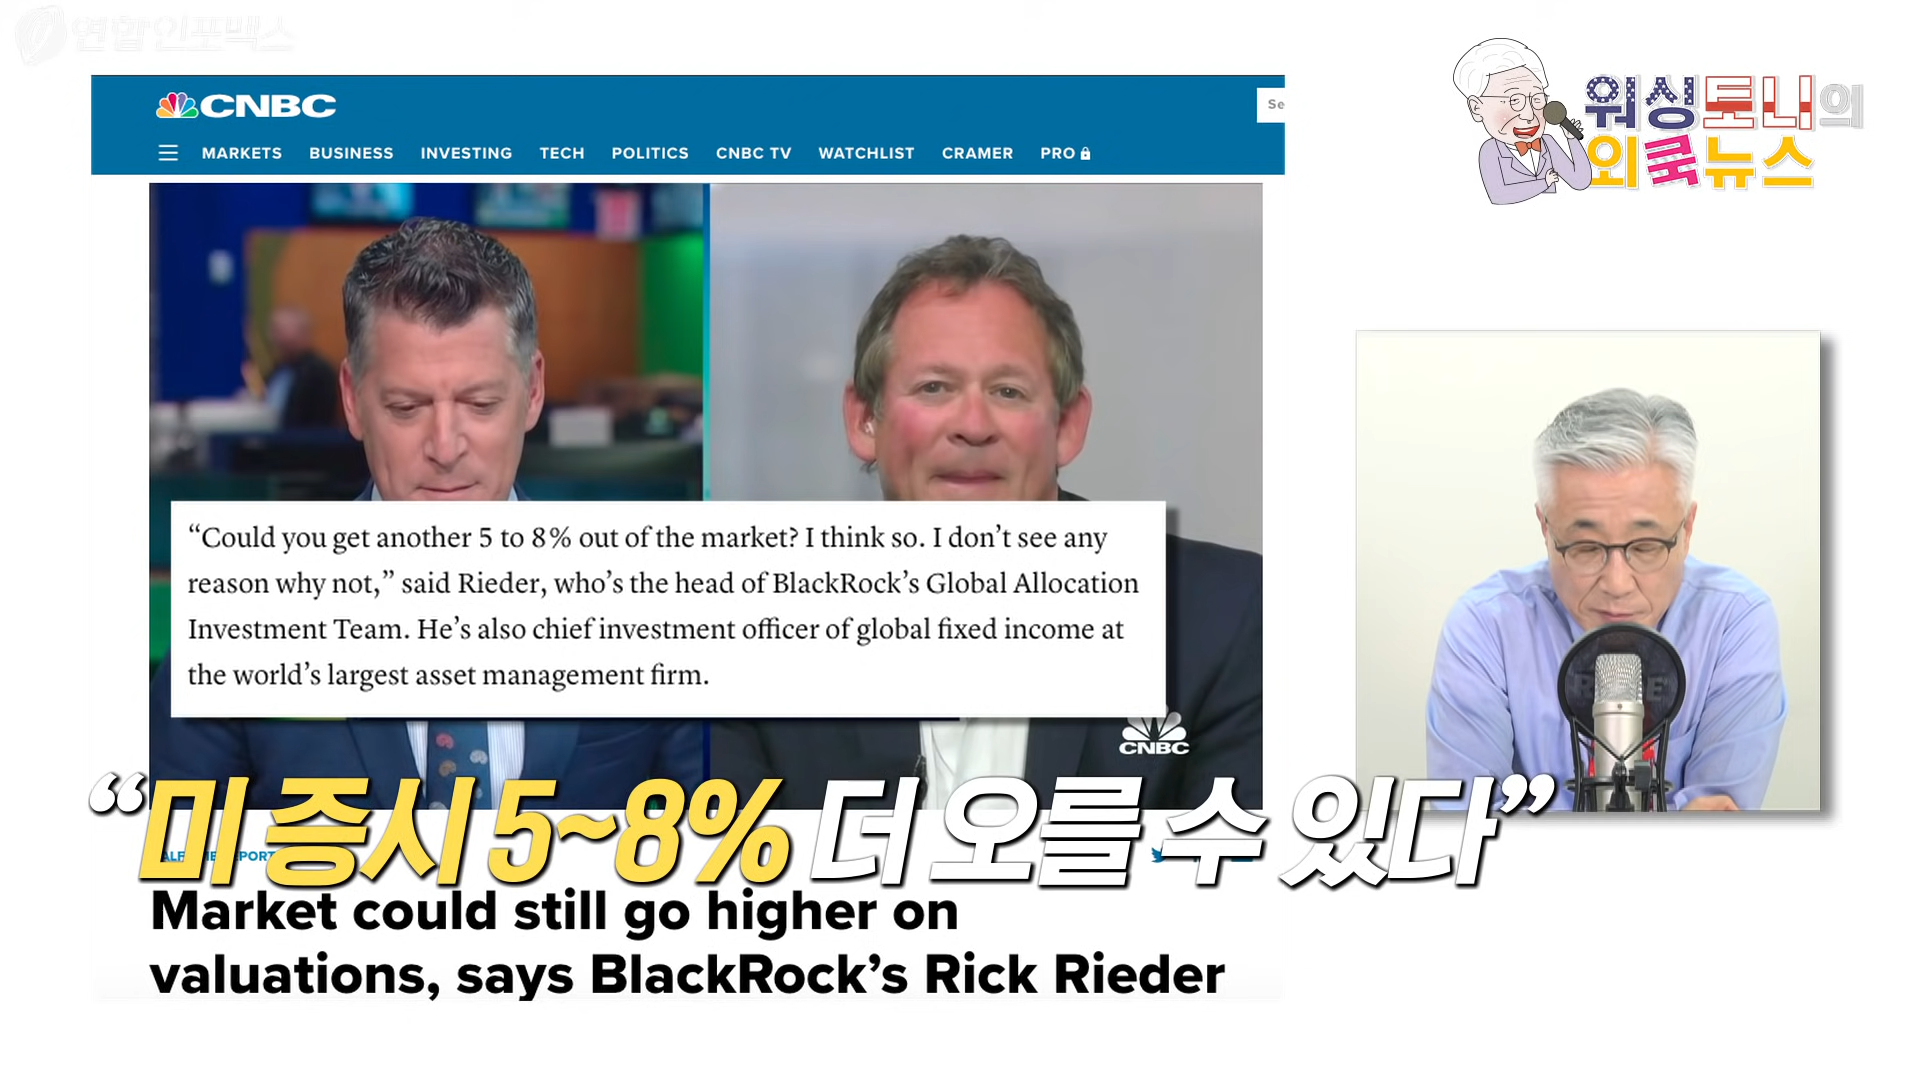 연합인포맥스
CNBC
Se
MARKETS BUSINESS INVESTING TECH POLITICS CNBC TV WATCHLIST CRAMER PRO
워싱토니의
외쿡뉴스
“Could you get another 5 to 8% out of the market? I think so. I don’t see any
reason why not,” said Rieder, who’s the head of BlackRock’s Global Allocation
Investment Team. He’s also chief investment officer of global fixed income at
the world’s largest asset management firm.
CNBC
“미 증시 5~8% 더 오를 수 있다”
Market could still go higher on
valuations, says BlackRock’s Rick Rieder